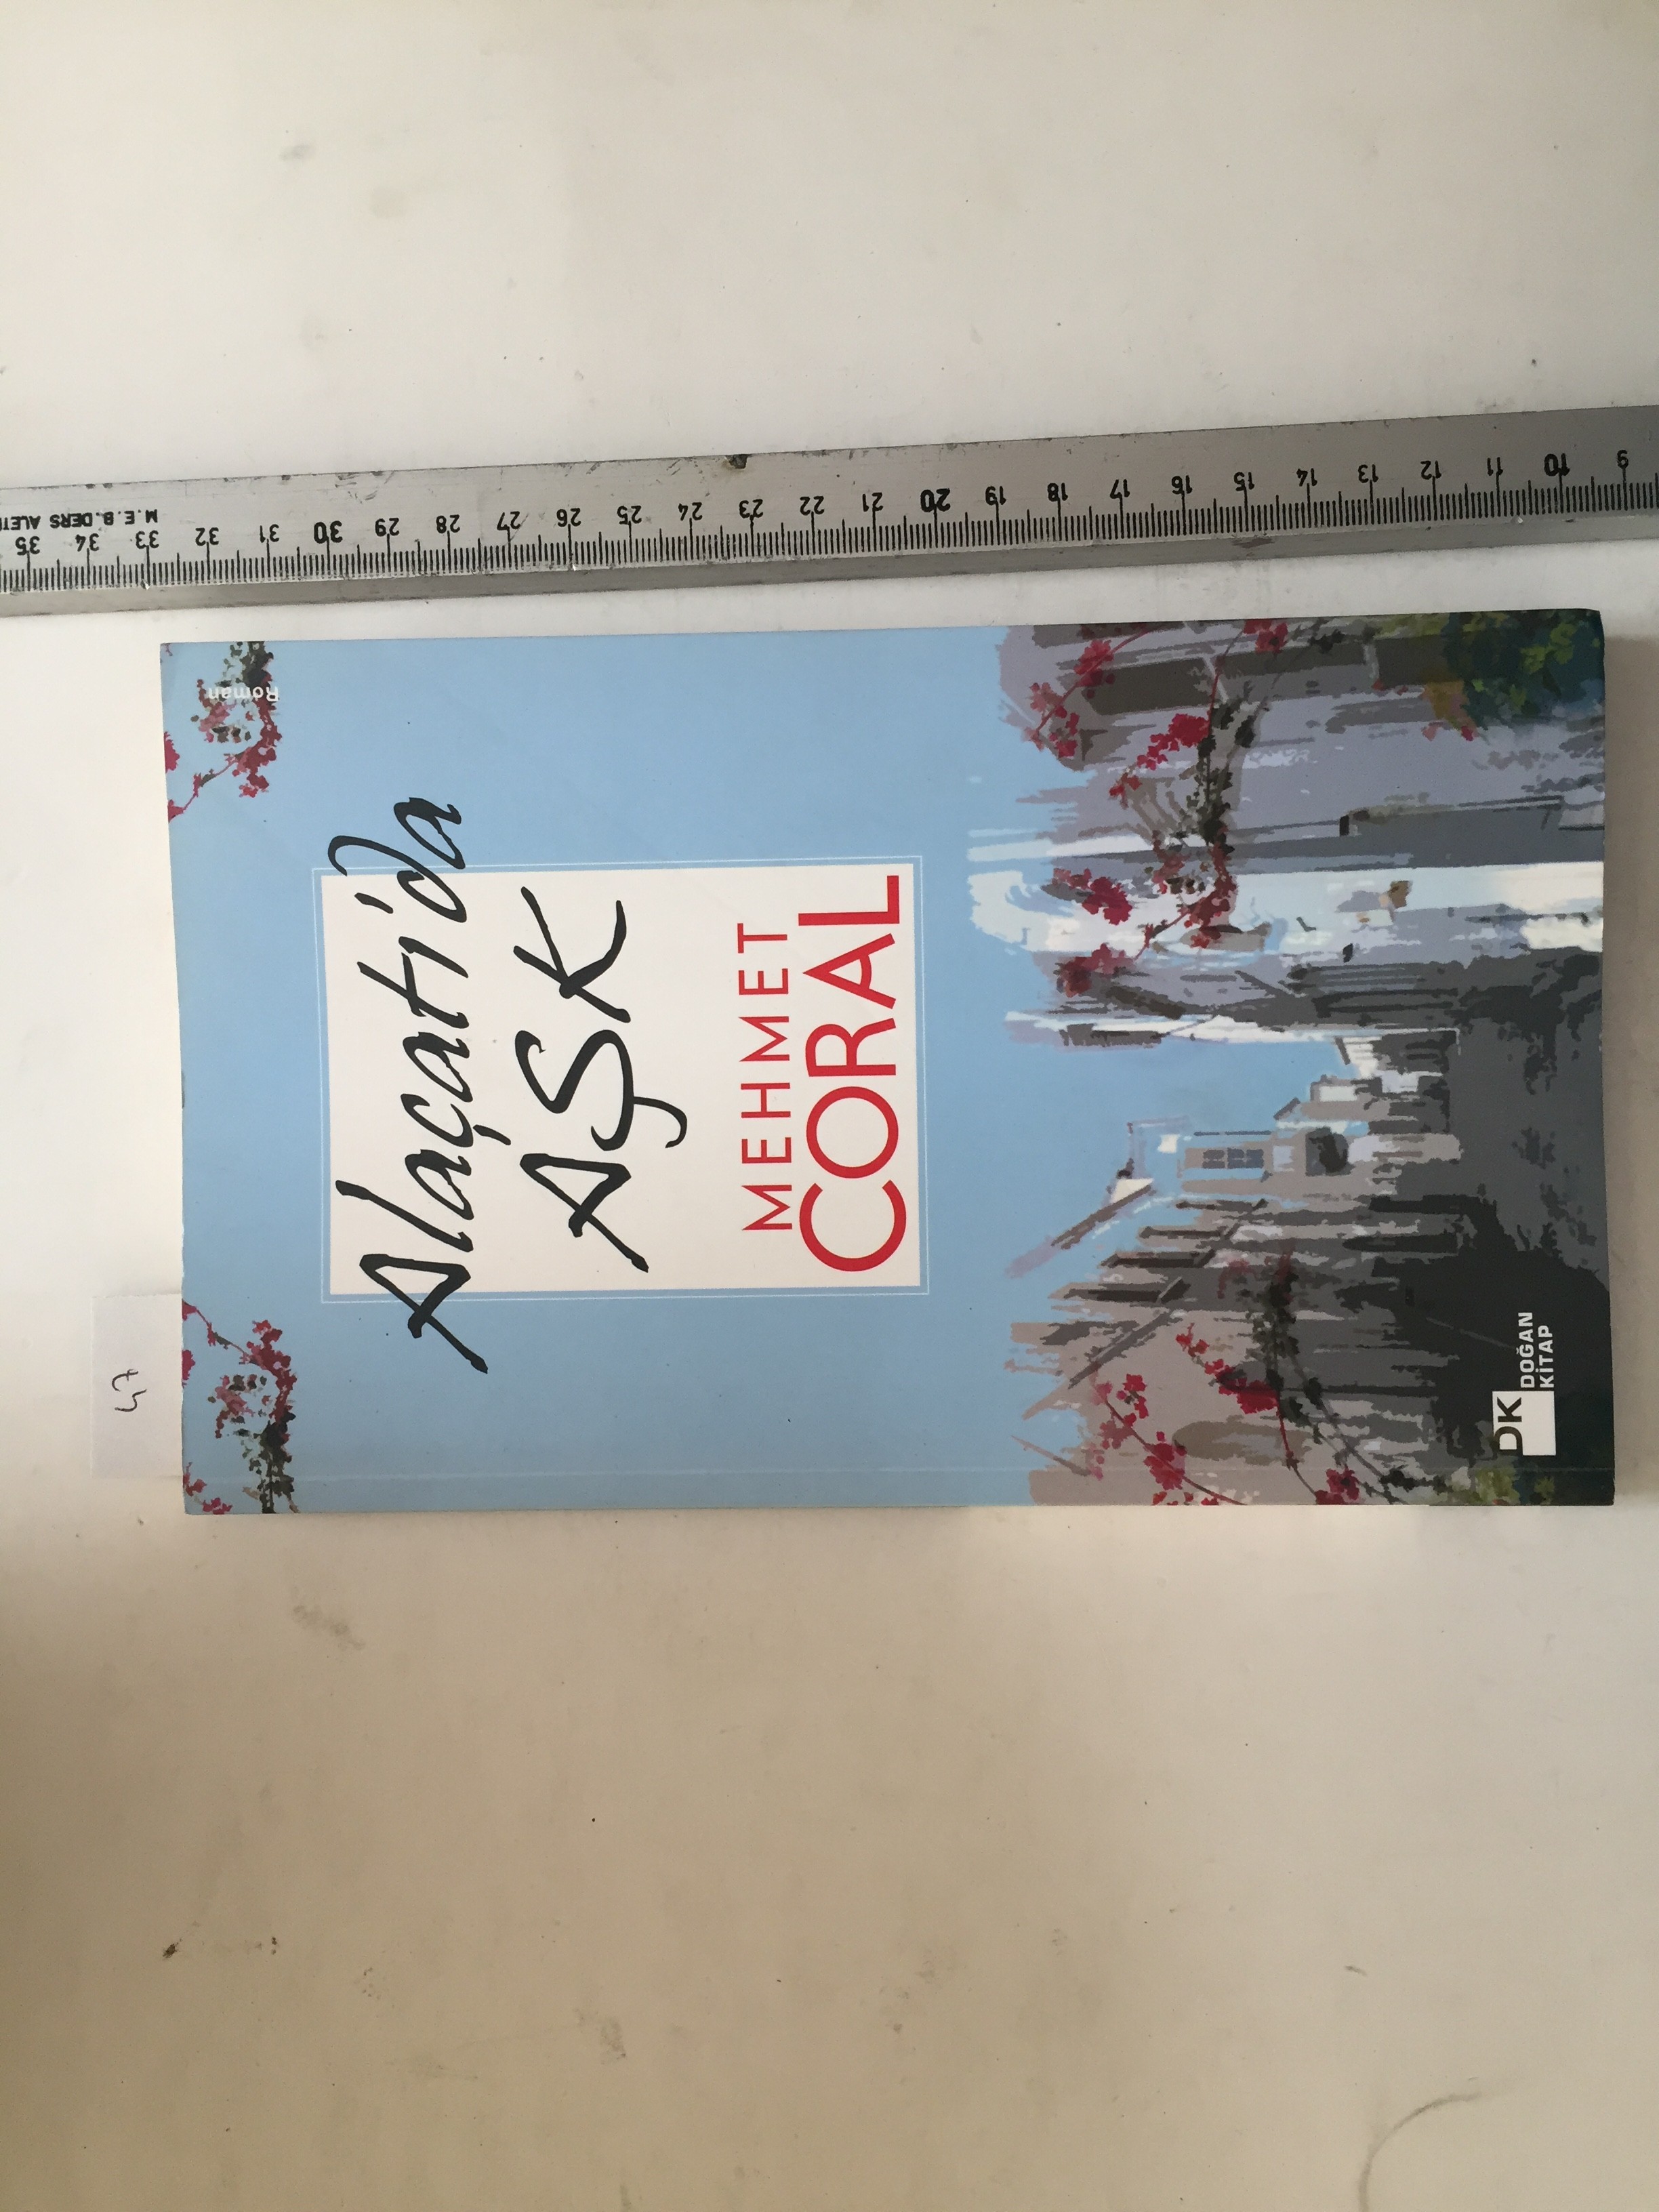 M.E.B. DERS ALETL
35 34 33 32 31 30 29 28 27 26 25 24 23 22 21 20 19 18 17 16 15 14 13 12 11 10 9
47
Roman
Alaçatı'da
AŞK
MEHMET
CORAL
DK
DOĞAN
KİTAP